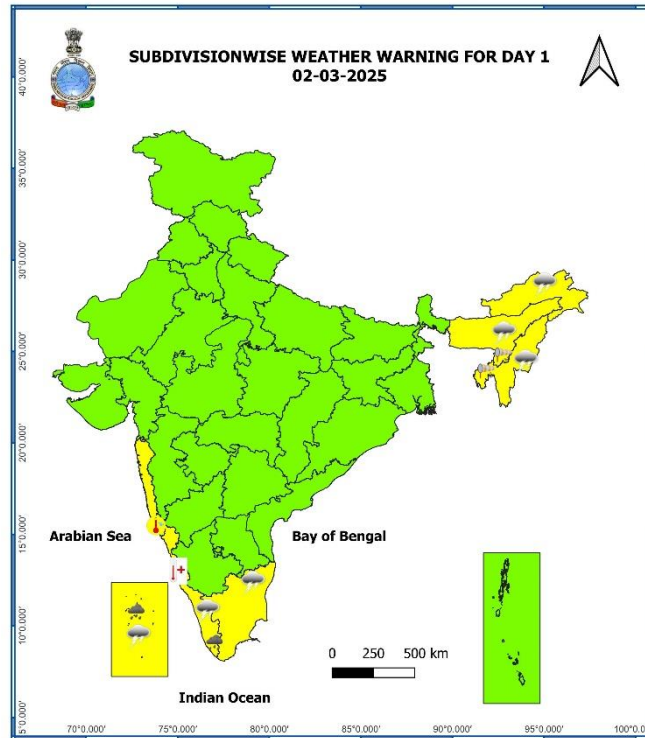 SUBDIVISIONWISE WEATHER WARNING FOR DAY 1
02-03-2025
40°0.000'
35°0.000'
30°0.000'
25°0.000'
20°0.000'
15°0.000'
10°0.000'
5°0.000'
Arabian Sea
Bay of Bengal
0 250 500 km
Indian Ocean
70°0.000' 75°0.000' 80°0.000' 85°0.000' 90°0.000' 95°0.000' 100°0.0